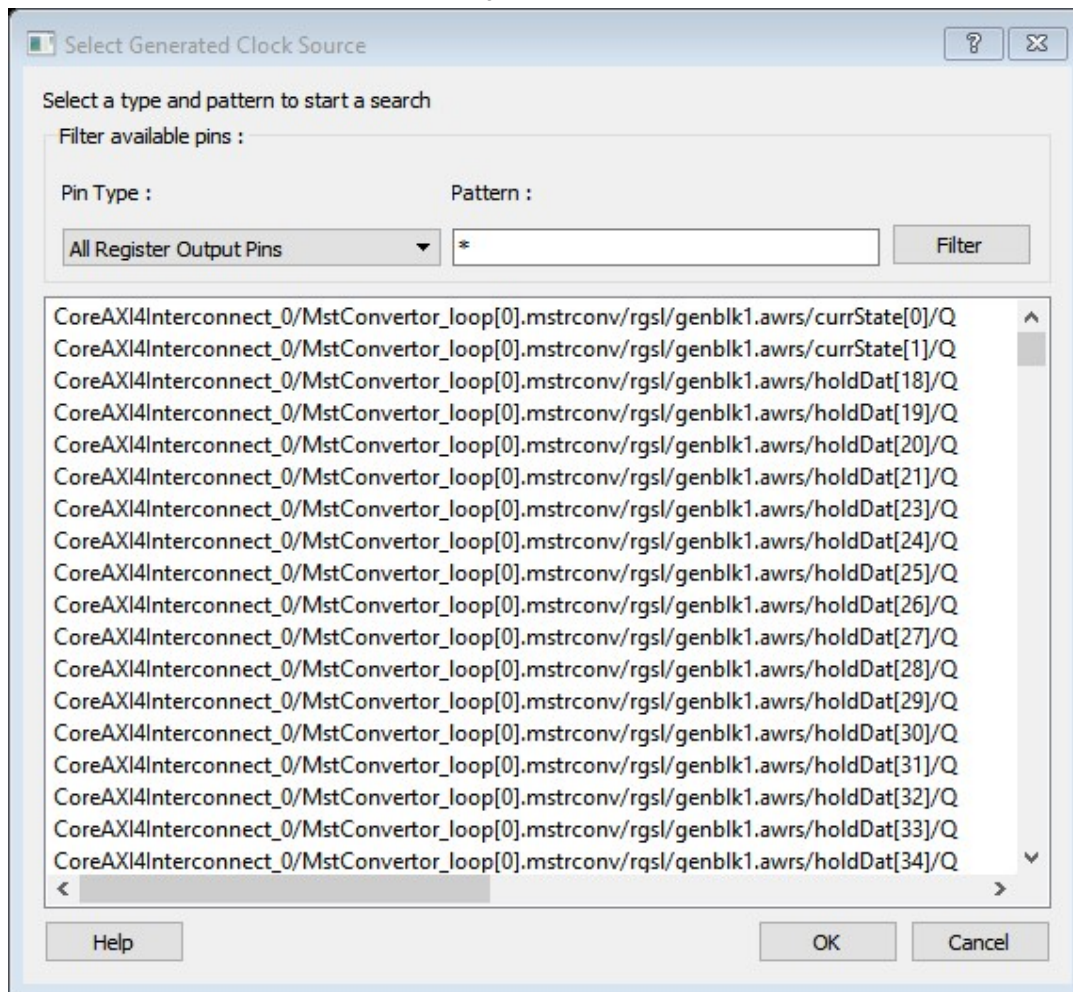 Select Generated Clock Source
Select a type and pattern to start a search
Filter available pins :
Pin Type : Pattern :
All Register Output Pins * Filter
CoreAXI4Interconnect_0/MstConvertor_loop[0].mstrconv/rgsl/genblk1.awrs/currState[0]/Q
CoreAXI4Interconnect_0/MstConvertor_loop[0].mstrconv/rgsl/genblk1.awrs/currState[1]/Q
CoreAXI4Interconnect_0/MstConvertor_loop[0].mstrconv/rgsl/genblk1.awrs/holdDat[18]/Q
CoreAXI4Interconnect_0/MstConvertor_loop[0].mstrconv/rgsl/genblk1.awrs/holdDat[19]/Q
CoreAXI4Interconnect_0/MstConvertor_loop[0].mstrconv/rgsl/genblk1.awrs/holdDat[20]/Q
CoreAXI4Interconnect_0/MstConvertor_loop[0].mstrconv/rgsl/genblk1.awrs/holdDat[21]/Q
CoreAXI4Interconnect_0/MstConvertor_loop[0].mstrconv/rgsl/genblk1.awrs/holdDat[23]/Q
CoreAXI4Interconnect_0/MstConvertor_loop[0].mstrconv/rgsl/genblk1.awrs/holdDat[24]/Q
CoreAXI4Interconnect_0/MstConvertor_loop[0].mstrconv/rgsl/genblk1.awrs/holdDat[25]/Q
CoreAXI4Interconnect_0/MstConvertor_loop[0].mstrconv/rgsl/genblk1.awrs/holdDat[26]/Q
CoreAXI4Interconnect_0/MstConvertor_loop[0].mstrconv/rgsl/genblk1.awrs/holdDat[27]/Q
CoreAXI4Interconnect_0/MstConvertor_loop[0].mstrconv/rgsl/genblk1.awrs/holdDat[28]/Q
CoreAXI4Interconnect_0/MstConvertor_loop[0].mstrconv/rgsl/genblk1.awrs/holdDat[29]/Q
CoreAXI4Interconnect_0/MstConvertor_loop[0].mstrconv/rgsl/genblk1.awrs/holdDat[30]/Q
CoreAXI4Interconnect_0/MstConvertor_loop[0].mstrconv/rgsl/genblk1.awrs/holdDat[31]/Q
CoreAXI4Interconnect_0/MstConvertor_loop[0].mstrconv/rgsl/genblk1.awrs/holdDat[32]/Q
CoreAXI4Interconnect_0/MstConvertor_loop[0].mstrconv/rgsl/genblk1.awrs/holdDat[33]/Q
CoreAXI4Interconnect_0/MstConvertor_loop[0].mstrconv/rgsl/genblk1.awrs/holdDat[34]/Q
Help OK Cancel